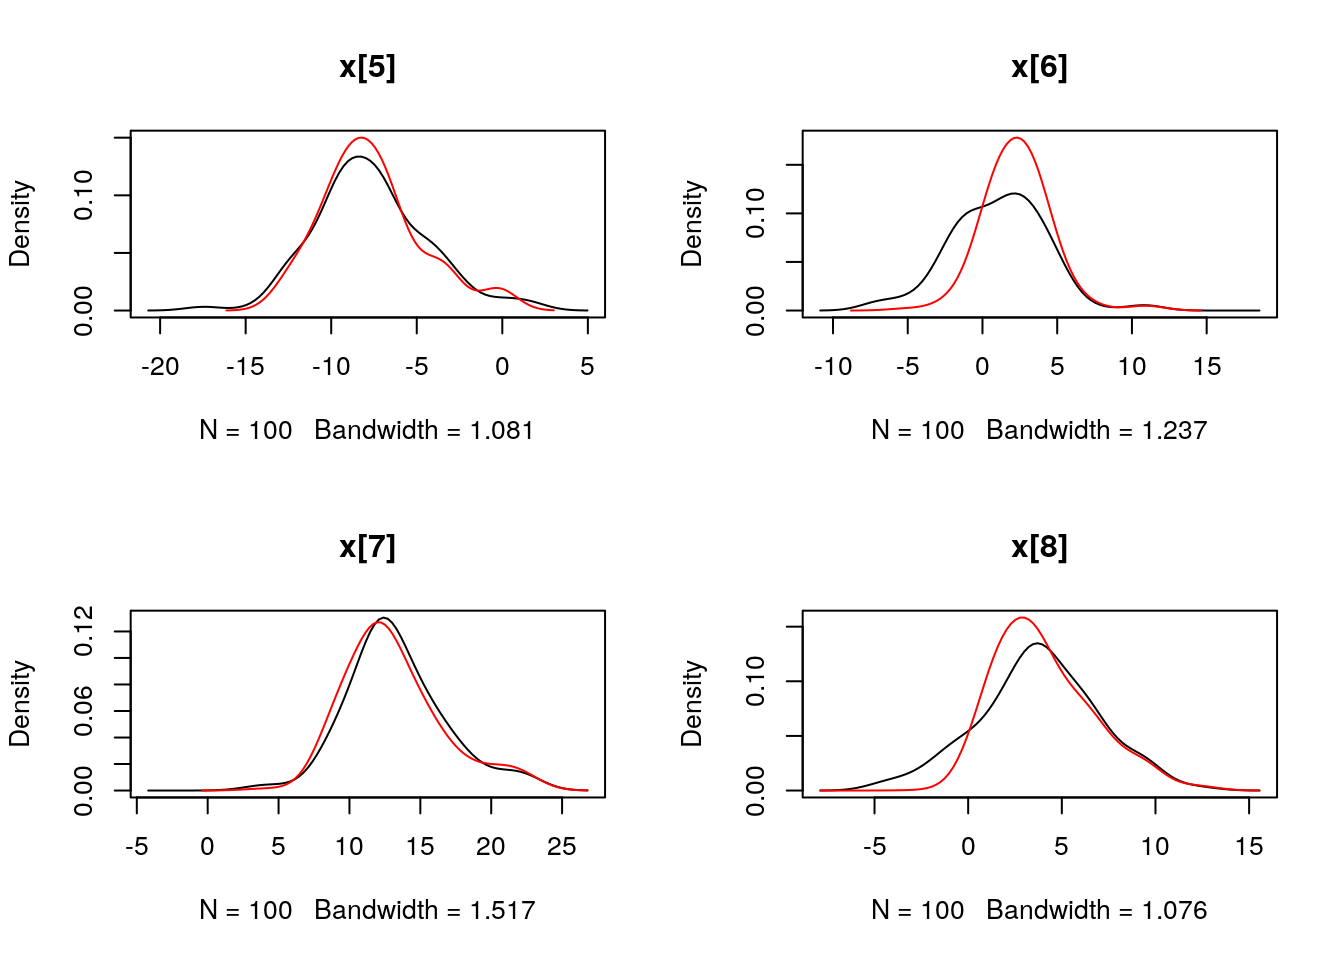 x[5]
Density
0.00 0.10
-20 -15 -10 -5 0 5
N = 100 Bandwidth = 1.081
x[6]
Density
0.00 0.10
-10 -5 0 5 10 15
N = 100 Bandwidth = 1.237
x[7]
Density
0.00 0.06 0.12
-5 0 5 10 15 20 25
N = 100 Bandwidth = 1.517
x[8]
Density
0.00 0.10
-5 0 5 10 15
N = 100 Bandwidth = 1.076